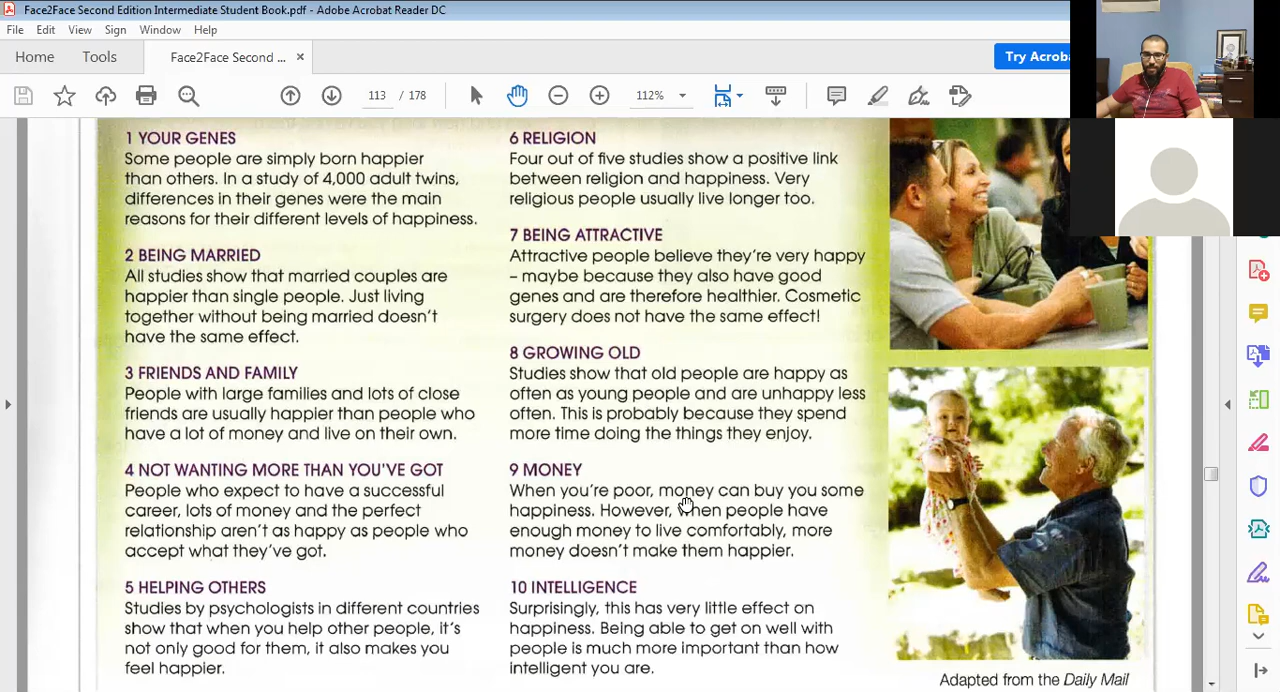 Face2Face Second Edition Intermediate Student Book.pdf - Adobe Acrobat Reader DC
File Edit View Sign Window Help
Home Tools Face2Face Second ... × Try Acroba
113 / 178 112%
1 YOUR GENES
Some people are simply born happier
than others. In a study of 4,000 adult twins,
differences in their genes were the main
reasons for their different levels of happiness.
2 BEING MARRIED
All studies show that married couples are
happier than single people. Just living
together without being married doesn't
have the same effect.
3 FRIENDS AND FAMILY
People with large families and lots of close
friends are usually happier than people who
have a lot of money and live on their own.
4 NOT WANTING MORE THAN YOU'VE GOT
People who expect to have a successful
career, lots of money and the perfect
relationship aren't as happy as people who
accept what they've got.
5 HELPING OTHERS
Studies by psychologists in different countries
show that when you help other people, it's
not only good for them, it also makes you
feel happier.
6 RELIGION
Four out of five studies show a positive link
between religion and happiness. Very
religious people usually live longer too.
7 BEING ATTRACTIVE
Attractive people believe they're very happy
– maybe because they also have good
genes and are therefore healthier. Cosmetic
surgery does not have the same effect!
8 GROWING OLD
Studies show that old people are happy as
often as young people and are unhappy less
often. This is probably because they spend
more time doing the things they enjoy.
9 MONEY
When you're poor, money can buy you some
happiness. However, when people have
enough money to live comfortably, more
money doesn't make them happier.
10 INTELLIGENCE
Surprisingly, this has very little effect on
happiness. Being able to get on well with
people is much more important than how
intelligent you are.
Adapted from the Daily Mail